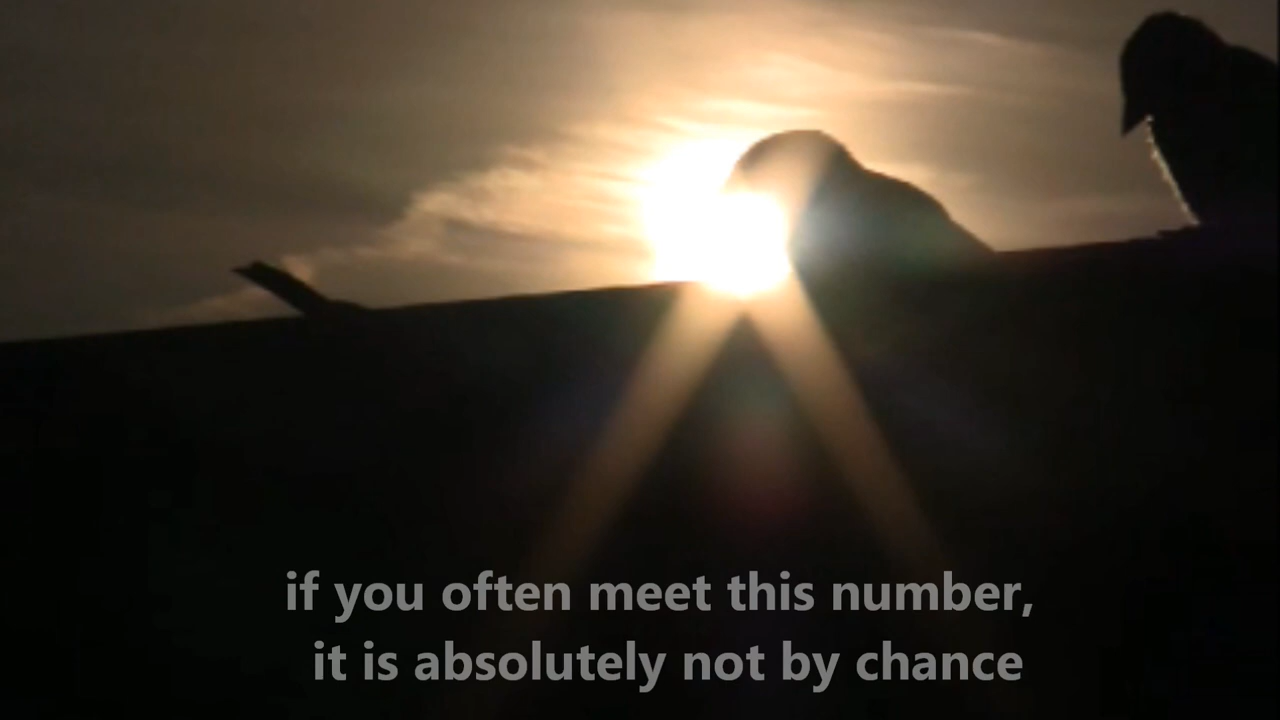 if you often meet this number,
it is absolutely not by chance